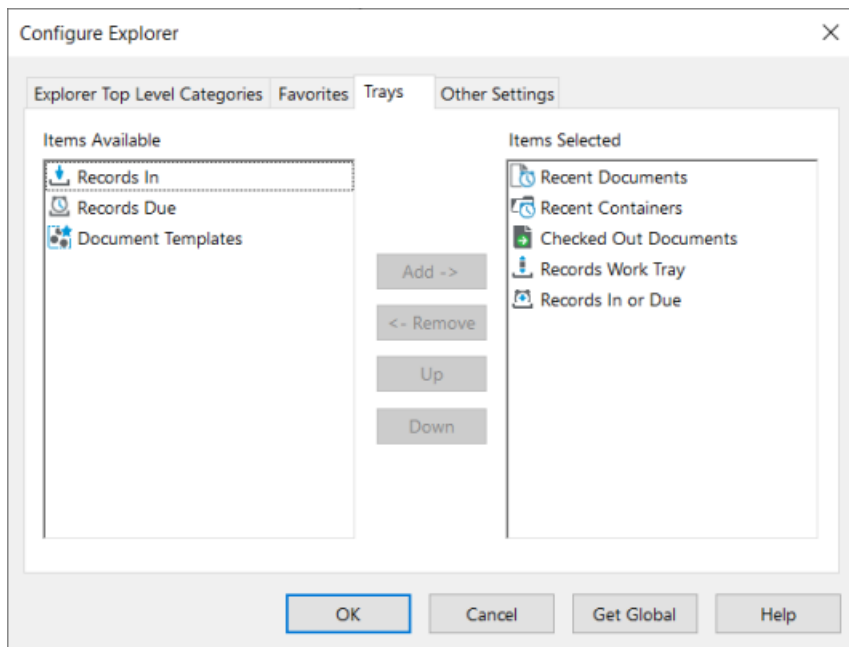 Configure Explorer
Explorer Top Level Categories
Favorites
Trays
Other Settings
Items Available
Records In
Records Due
Document Templates
Add ->
<- Remove
Up
Down
Items Selected
Recent Documents
Recent Containers
Checked Out Documents
Records Work Tray
Records In or Due
OK
Cancel
Get Global
Help